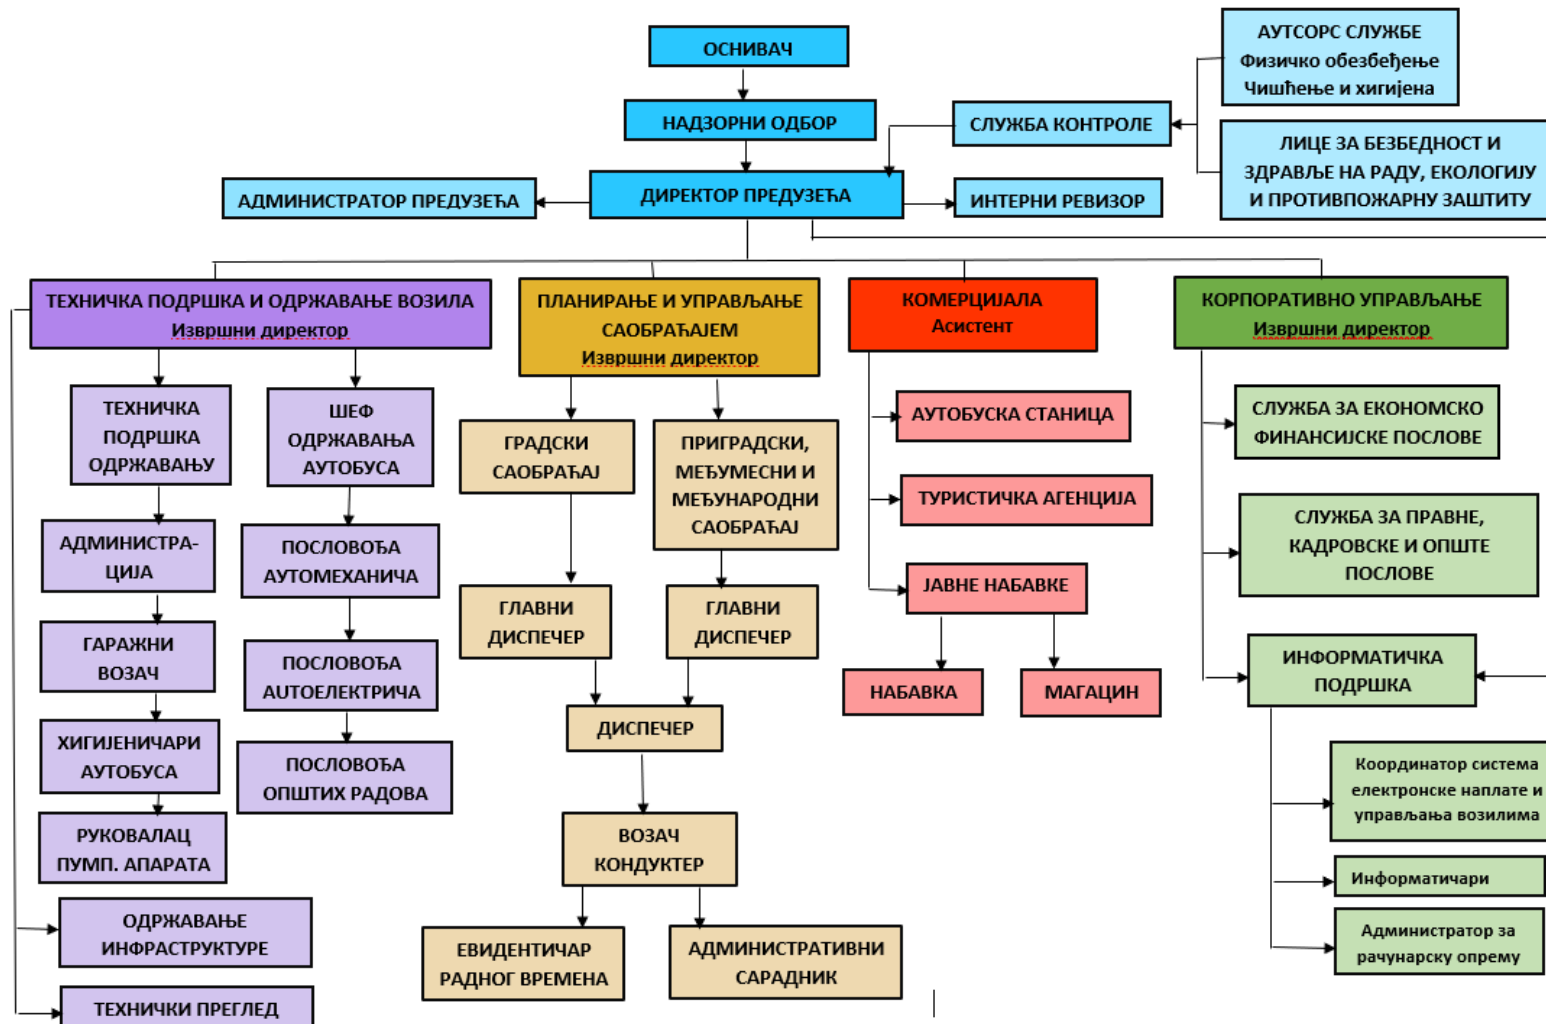 ОСНИВАЧ
НАДЗОРНИ ОДБОР
СЛУЖБА КОНТРОЛЕ
АУТСОРС СЛУЖБЕ
Физичко обезбеђење
Чишћење и хигијена
ЛИЦЕ ЗА БЕЗБЕДНОСТ И
ЗДРАВЉЕ НА РАДУ, ЕКОЛОГИЈУ
И ПРОТИВПОЖАРНУ ЗАШТИТУ
АДМИНИСТРАТОР ПРЕДУЗЕЋА
ДИРЕКТОР ПРЕДУЗЕЋА
ИНТЕРНИ РЕВИЗОР
ТЕХНИЧКА ПОДРШКА И ОДРЖАВАЊЕ ВОЗИЛА
Извршни директор
ТЕХНИЧКА
ПОДРШКА
ОДРЖАВАЊУ
АДМИНИСТРА-
ЦИЈА
ГАРАЖНИ
ВОЗАЧ
ХИГИЈЕНИЧАРИ
АУТОБУСА
РУКОВАЛАЦ
ПУМП. АПАРАТА
ОДРЖАВАЊЕ
ИНФРАСТРУКТУРЕ
ТЕХНИЧКИ ПРЕГЛЕД
ШЕФ
ОДРЖАВАЊА
АУТОБУСА
ПОСЛОВОЂА
АУТОМЕХАНИЧА
ПОСЛОВОЂА
AUTOЕЛЕКТРИЧА
ПОСЛОВОЂА
ОПШТИХ РАДОВА
ПЛАНИРАЊЕ И УПРАВЉАЊЕ
САОБРАЋАЈЕМ
Извршни директор
ГРАДСКИ
САОБРАЋАЈ
ПРИГРАДСКИ,
МЕЂУМЕСНИ И
МЕЂУНАРОДНИ
САОБРАЋАЈ
ГЛАВНИ
ДИСПЕЧЕР
ГЛАВНИ
ДИСПЕЧЕР
ДИСПЕЧЕР
ВОЗАЧ
КОНДУКТЕР
ЕВИДЕНТИЧАР
РАДНОГ ВРЕМЕНА
АДМИНИСТРАТИВНИ
САРАДНИК
КОМЕРЦИЈАЛА
Асистент
АУТОБУСКА СТАНИЦА
ТУРИСТИЧКА АГЕНЦИЈА
ЈАВНЕ НАБАВКЕ
НАБАВКА
МАГАЦИН
КОРПОРАТИВНО УПРАВЉАЊЕ
Извршни директор
СЛУЖБА ЗА ЕКОНОМСКО
ФИНАНСИЈСКЕ ПОСЛОВЕ
СЛУЖБА ЗА ПРАВНЕ,
КАДРОВСКЕ И ОПШТЕ
ПОСЛОВЕ
ИНФОРМАТИЧКА
ПОДРШКА
Координатор система
електронске наплате и
управљања возилима
Информатичари
Администратор за
рачунарску опрему